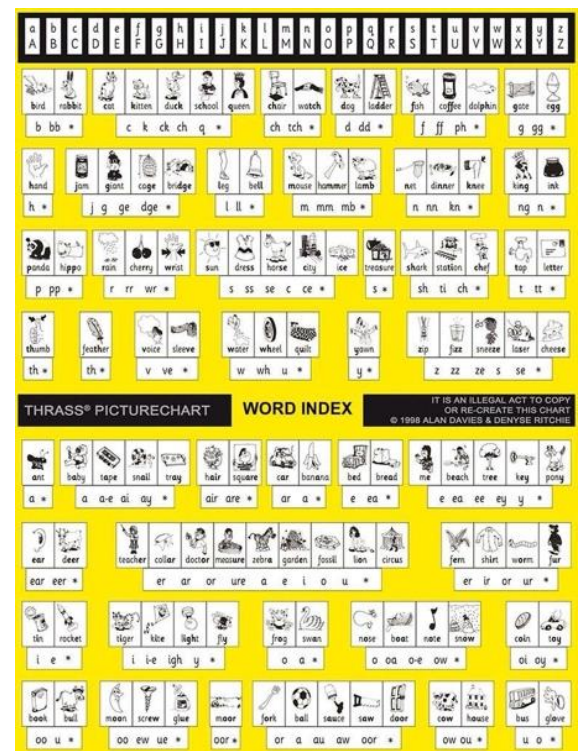 a b c d e f g h i j k l m n o p q r s t u v w x y z
A B C D E F G H I J K L M N O P Q R S T U V W X Y Z
bird rabbit cat kitten duck school queen chair watch dog ladder fish coffee dolphin gate egg
b bb * c k ck ch q * ch tch * d dd * f ff ph * g gg *
hand jam giant cage bridge leg bell mouse hammer lamb net dinner knee king ink
h * j g ge dge * l ll * m mm mb * n nn kn * ng n *
panda hippo rain cherry wrist sun dress horse city ice treasure shark station chef tap letter
p pp * r rr wr * s ss se c ce * s * sh ti ch * t tt *
thumb feather voice sleeve water wheel quilt yawn zip fizz sneeze laser cheese
th * th * v ve * w wh u * y * z zz ze s se *
THRASS® PICTURECHART WORD INDEX IT IS AN ILLEGAL ACT TO COPY
OR RE-CREATE THIS CHART
© 1998 ALAN DAVIES & DENYSE RITCHIE
ant baby tape snail tray hair square car banana bed bread me beach tree key pony
a * a a-e ai ay * air are * ar a * e ea * e ea ee ey y *
ear deer teacher collar doctor measure zebra garden fossil lion circus fern shirt worm fur
ear eer * er ar or ure a e i o u * er ir or ur *
tin rocket tiger kite light fly frog swan nose boat note snow coin toy
i e * i i-e igh y * o a * o oa o-e ow * oi oy *
book bull moon screw glue moor fork ball sauce saw door cow house bus glove
oo u * oo ew ue * oor * or a au aw oor * ow ou * u o *